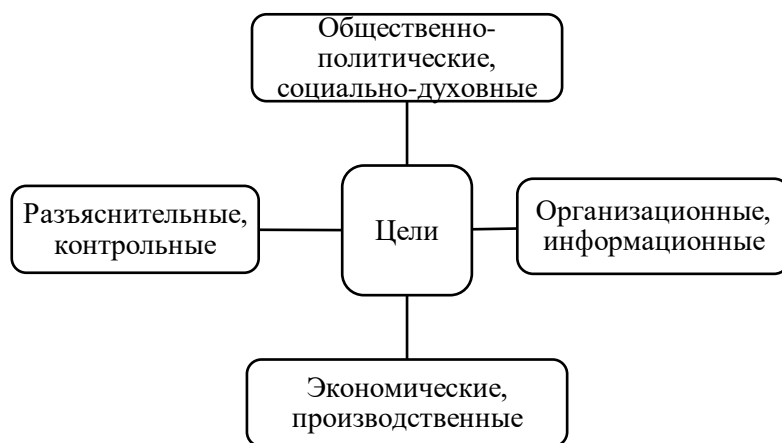 Общественно-
политические,
социально-духовные
Разъяснительные,
контрольные
Цели
Организационные,
информационные
Экономические,
производственные